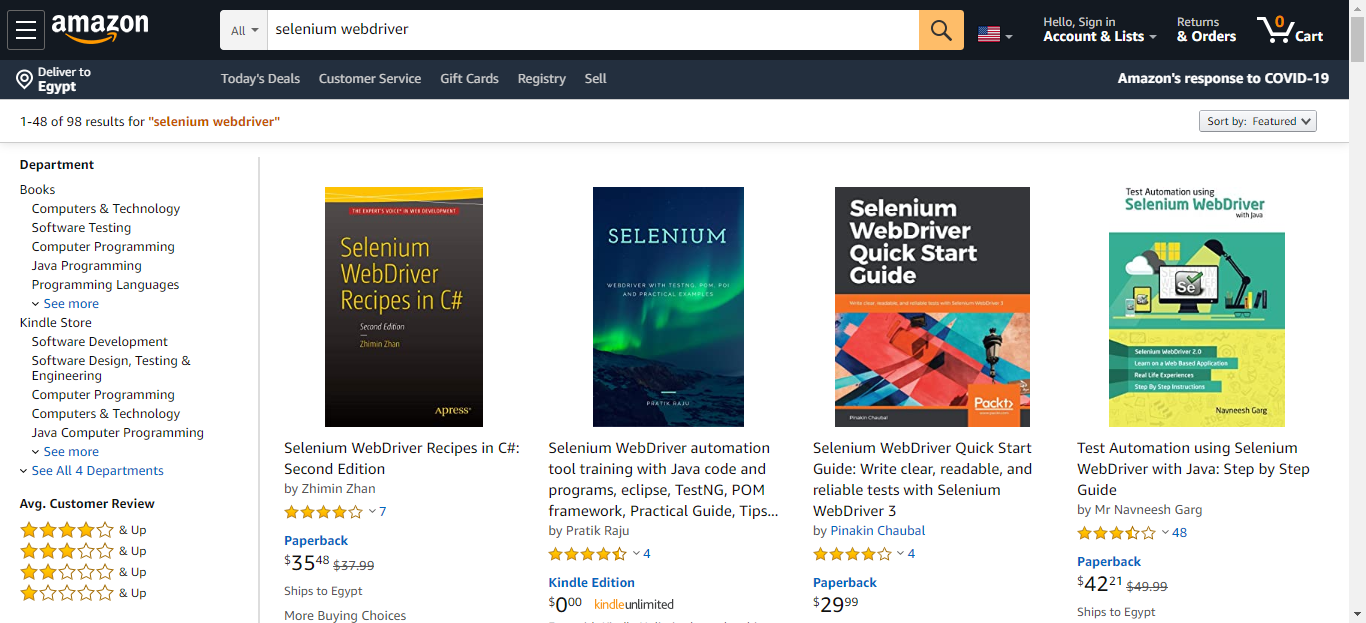 amazon
All
selenium webdriver
Hello, Sign in
Account & Lists
Returns
& Orders
0
Cart
Deliver to
Egypt
Today's Deals
Customer Service
Gift Cards
Registry
Sell
Amazon's response to COVID-19
1-48 of 98 results for "selenium webdriver"
Sort by: Featured
Department
Books
Computers & Technology
Software Testing
Computer Programming
Java Programming
Programming Languages
See more
Kindle Store
Software Development
Software Design, Testing &
Engineering
Computer Programming
Computers & Technology
Java Computer Programming
See more
See All 4 Departments
Avg. Customer Review
& Up
& Up
& Up
& Up
THE EXPERT'S VOICE® IN WEB DEVELOPMENT
Selenium
WebDriver
Recipes in C#
Second Edition
Zhimin Zhan
Apress®
Selenium WebDriver Recipes in C#:
Second Edition
by Zhimin Zhan
7
Paperback
$3548 $37.99
Ships to Egypt
More Buying Choices
SELENIUM
WEBDRIVER WITH TESTNG, POM, POI
AND PRACTICAL EXAMPLES
PRATIK RAJU
Selenium WebDriver automation
tool training with Java code and
programs, eclipse, TestNG, POM
framework, Practical Guide, Tips...
by Pratik Raju
4
Kindle Edition
$000 kindleunlimited
Selenium
WebDriver
Quick Start
Guide
Write clear, readable, and reliable tests with Selenium WebDriver 3
Packt>
www.packt.com
Pinakin Chaubal
Selenium WebDriver Quick Start
Guide: Write clear, readable, and
reliable tests with Selenium
WebDriver 3
by Pinakin Chaubal
4
Paperback
$2999
Test Automation using
Selenium WebDriver
with Java
Se
Selenium WebDriver 2.0
Learn on a Web Based Application
Real Life Experiences
Step By Step Instructions
Navneesh Garg
Test Automation using Selenium
WebDriver with Java: Step by Step
Guide
by Mr Navneesh Garg
48
Paperback
$4221 $49.99
Ships to Egypt